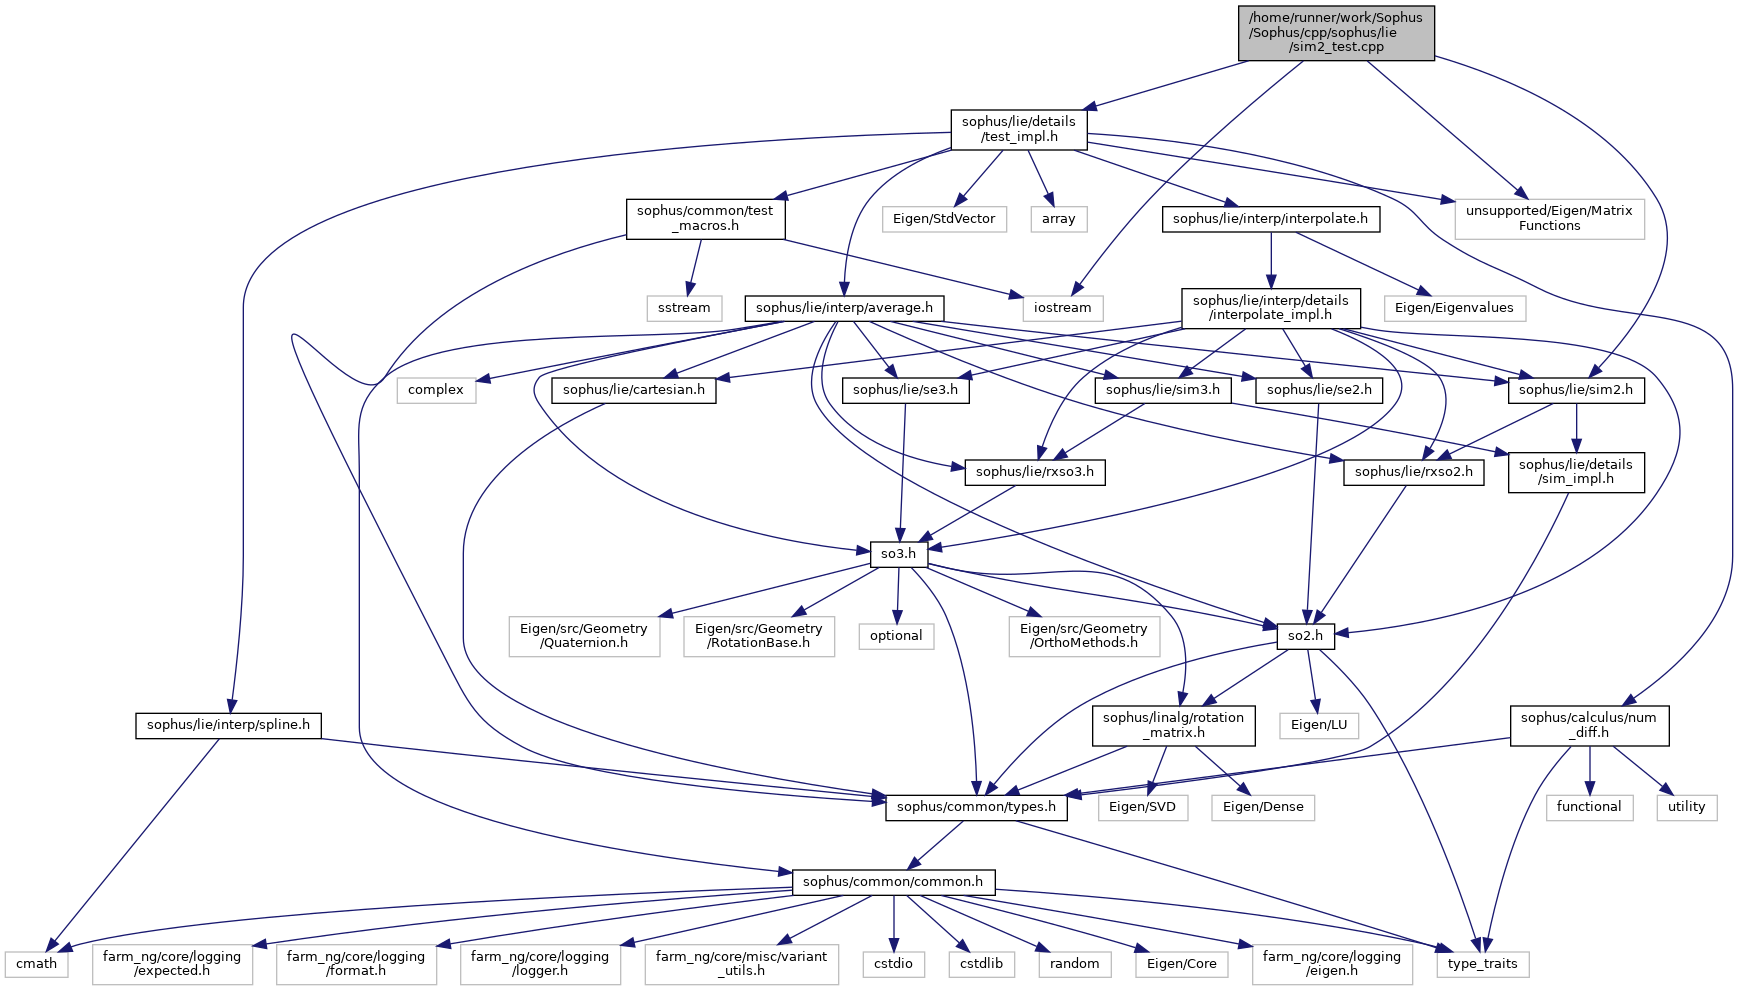 /home/runner/work/Sophus
/Sophus/cpp/sophus/lie
/sim2_test.cpp
sophus/lie/details
/test_impl.h
sophus/common/test
_macros.h
Eigen/StdVector
array
sophus/lie/interp/interpolate.h
unsupported/Eigen/Matrix
Functions
sstream
sophus/lie/interp/average.h
iostream
sophus/lie/interp/details
/interpolate_impl.h
Eigen/Eigenvalues
complex
sophus/lie/cartesian.h
sophus/lie/se3.h
sophus/lie/sim3.h
sophus/lie/se2.h
sophus/lie/sim2.h
sophus/lie/rxso3.h
sophus/lie/rxso2.h
sophus/lie/details
/sim_impl.h
so3.h
Eigen/src/Geometry
/Quaternion.h
Eigen/src/Geometry
/RotationBase.h
optional
Eigen/src/Geometry
/OrthoMethods.h
so2.h
sophus/lie/interp/spline.h
sophus/linalg/rotation
_matrix.h
Eigen/LU
sophus/calculus/num
_diff.h
sophus/common/types.h
Eigen/SVD
Eigen/Dense
functional
utility
sophus/common/common.h
cmath
farm_ng/core/logging
/expected.h
farm_ng/core/logging
/format.h
farm_ng/core/logging
/logger.h
farm_ng/core/misc/variant
_utils.h
cstdio
cstdlib
random
Eigen/Core
farm_ng/core/logging
/eigen.h
type_traits